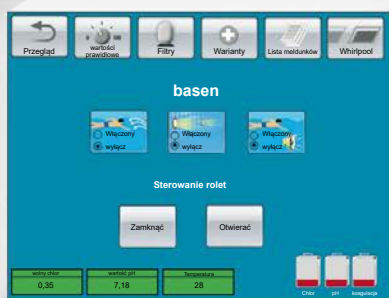 Przegląd
wartości
prawidłowe
Filtry
Warianty
Lista meldunków
Whirlpool
basen
Włączony
wyłącz
Włączony
wyłącz
Włączony
wyłącz
Sterowanie rolet
Zamknąć
Otwierać
wolny chlor
wartość pH
Temperatura
0,35
7,18
28
Chlor
pH
koagulacja